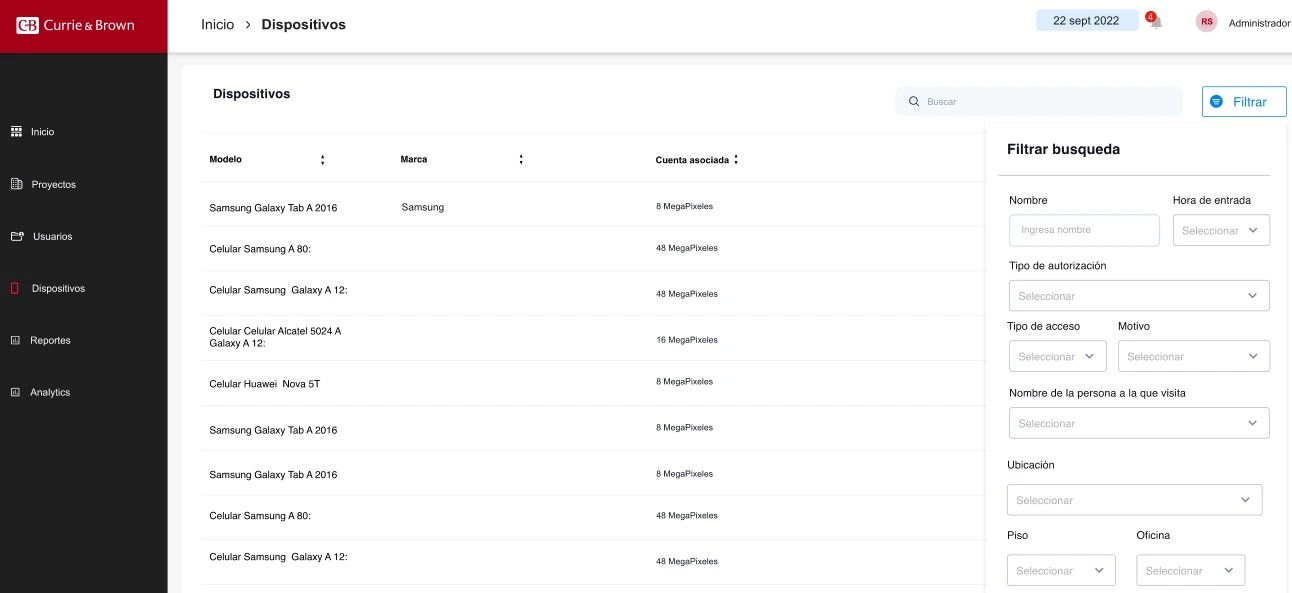 CB Currie & Brown
Inicio > Dispositivos
22 sept 2022
4
RS
Administrador
Inicio
Proyectos
Usuarios
Dispositivos
Reportes
Analytics
Dispositivos
Buscar
Filtrar
Modelo Marca Cuenta asociada
Samsung Galaxy Tab A 2016 Samsung 8 MegaPixeles
Celular Samsung A 80: 48 MegaPixeles
Celular Samsung  Galaxy A 12: 48 MegaPixeles
Celular Celular Alcatel 5024 A
Galaxy A 12: 16 MegaPixeles
Celular Huawei  Nova 5T 8 MegaPixeles
Samsung Galaxy Tab A 2016 8 MegaPixeles
Samsung Galaxy Tab A 2016 8 MegaPixeles
Celular Samsung A 80: 48 MegaPixeles
Celular Samsung  Galaxy A 12: 48 MegaPixeles
Filtrar busqueda
Nombre Hora de entrada
Ingresa nombre Seleccionar
Tipo de autorización
Seleccionar
Tipo de acceso Motivo
Seleccionar Seleccionar
Nombre de la persona a la que visita
Seleccionar
Ubicación
Seleccionar
Piso Oficina
Seleccionar Seleccionar